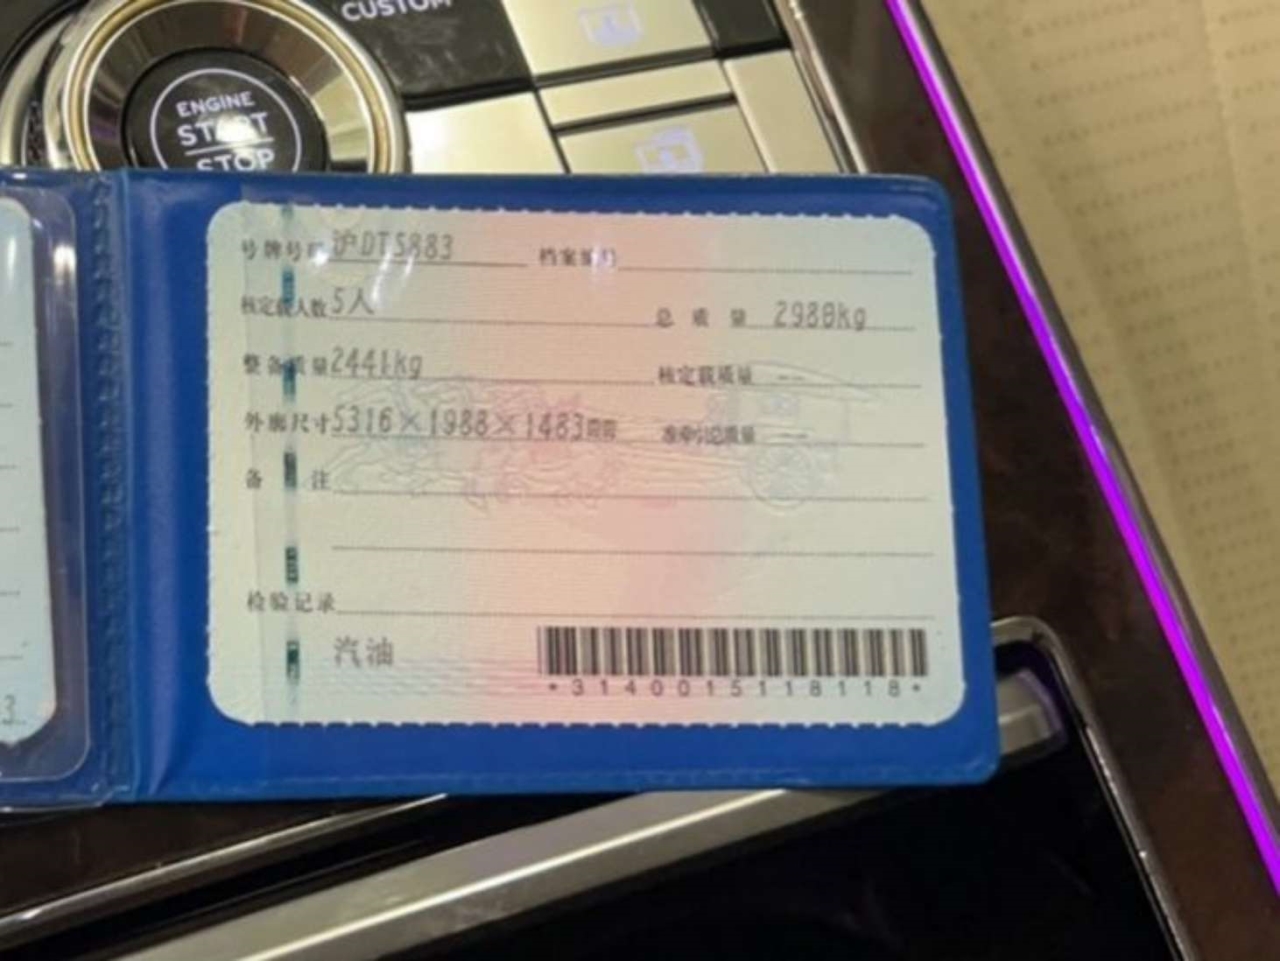 CUSTOM
ENGINE
START
STOP
号牌号码 沪DT5883 档案编号
核定载人数 5人 总质量 2980kg
整备质量 2441kg 核定载质量 --
外廓尺寸 5316×1988×1483mm 准牵引总质量 --
备注
检验记录
汽油
*3140015118118*
3